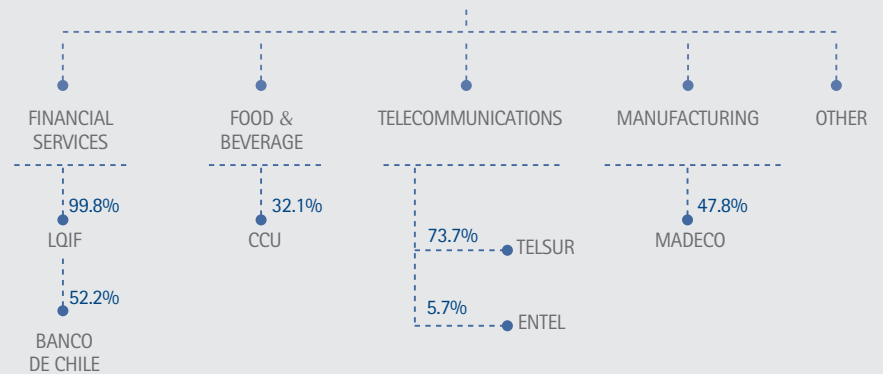 FINANCIAL
SERVICES
FOOD &
BEVERAGE
TELECOMMUNICATIONS
MANUFACTURING
OTHER
99.8%
LQIF
32.1%
CCU
73.7%
TELSUR
47.8%
MADECO
52.2%
BANCO
DE CHILE
5.7%
ENTEL